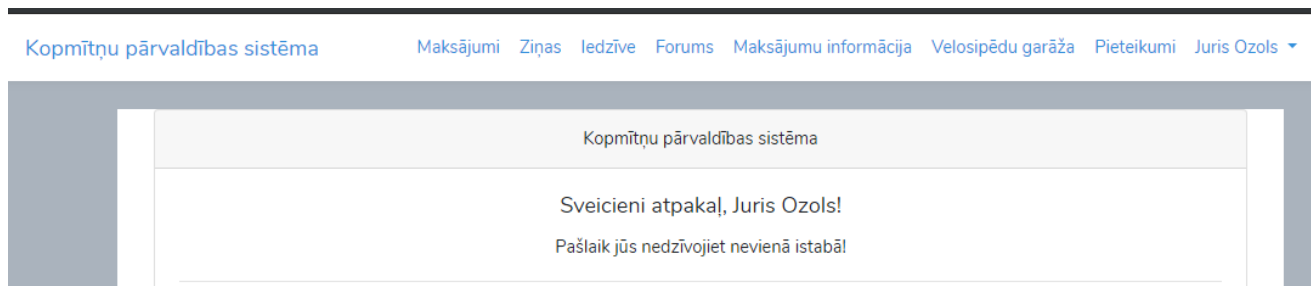 Kopmītņu pārvaldības sistēma Maksājumi Ziņas Iedzīve Forums Maksājumu informācija Velosipēdu garāža Pieteikumi Juris Ozols
Kopmītņu pārvaldības sistēma
Sveicieni atpakaļ, Juris Ozols!
Pašlaik jūs nedzīvojiet nevienā istabā!